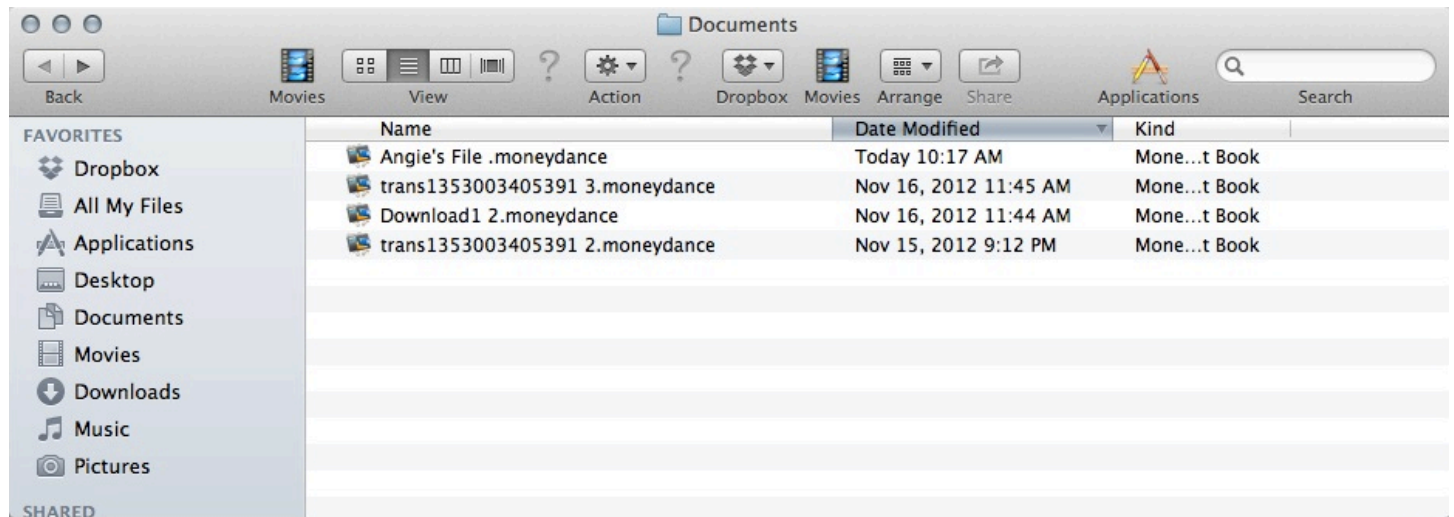 Documents
? ?
Back Movies View Action Dropbox Movies Arrange Share Applications Search
FAVORITES
Dropbox
All My Files
Applications
Desktop
Documents
Movies
Downloads
Music
Pictures
SHARED
Name Date Modified Kind
Angie's File .moneydance Today 10:17 AM Mone...t Book
trans1353003405391 3.moneydance Nov 16, 2012 11:45 AM Mone...t Book
Download1 2.moneydance Nov 16, 2012 11:44 AM Mone...t Book
trans1353003405391 2.moneydance Nov 15, 2012 9:12 PM Mone...t Book